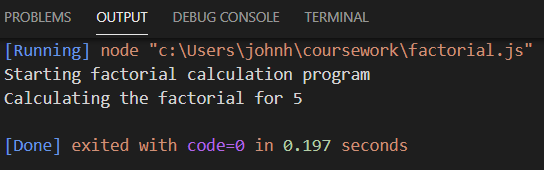 PROBLEMS OUTPUT DEBUG CONSOLE TERMINAL
[Running] node "c:\Users\johnh\coursework\factorial.js"
Starting factorial calculation program
Calculating the factorial for 5
[Done] exited with code=0 in 0.197 seconds